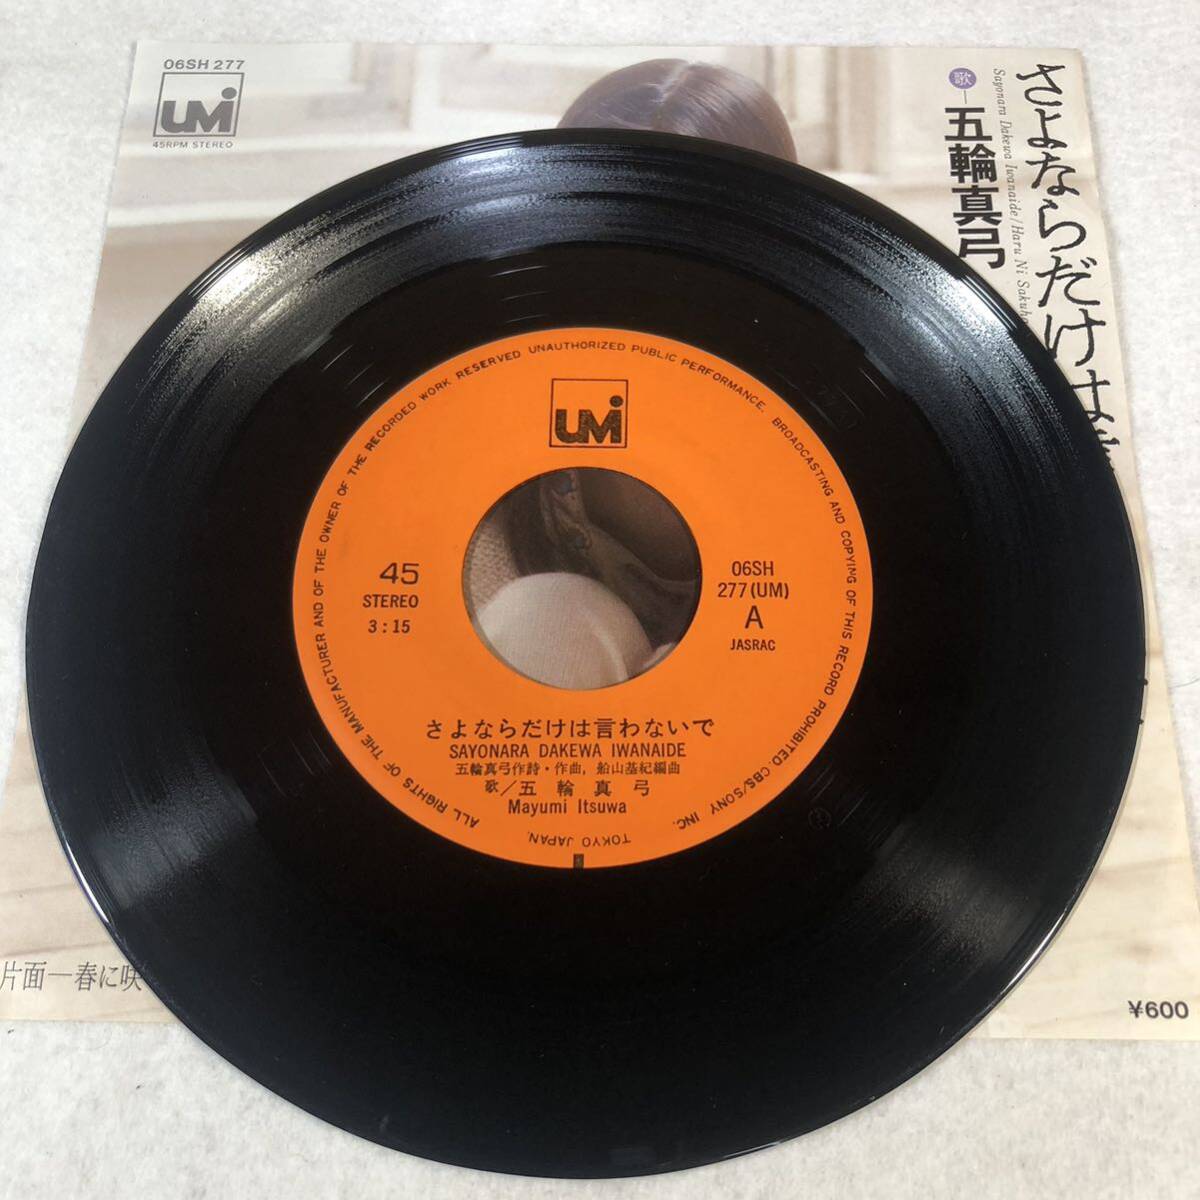 06SH 277
UMi
45RPM STEREO
さよならだけは
Sayonara Dakewa Iwanaide/Haru Ni
歌—五輪真弓
ALL RIGHTS OF THE MANUFACTURER AND OF THE OWNER OF THE RECORDED WORK RESERVED UNAUTHORIZED PUBLIC PERFORMANCE, BROADCASTING AND COPYING OF THIS RECORD PROHIBITED. CBS/SONY INC. TOKYO JAPAN.
UMi
45
STEREO
3:15
06SH
277(UM)
A
JASRAC
さよならだけは言わないで
SAYONARA DAKEWA IWANAIDE
五輪真弓作詩・作曲, 船山基紀編曲
歌/五輪真弓
Mayumi Itsuwa
片面—春に咲
¥600